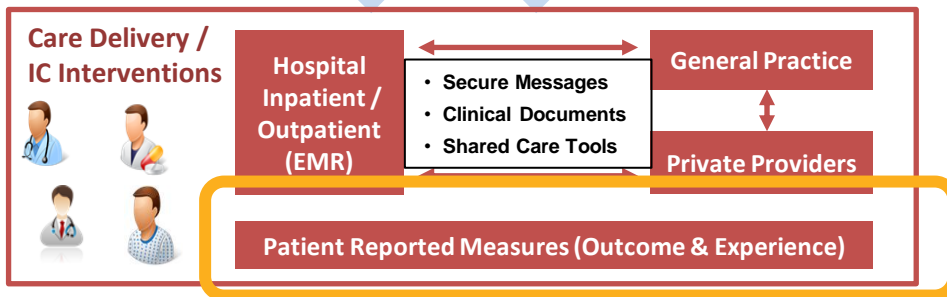 Care Delivery /
IC Interventions
Hospital
Inpatient /
Outpatient
(EMR)
• Secure Messages
• Clinical Documents
• Shared Care Tools
General Practice
Private Providers
Patient Reported Measures (Outcome & Experience)